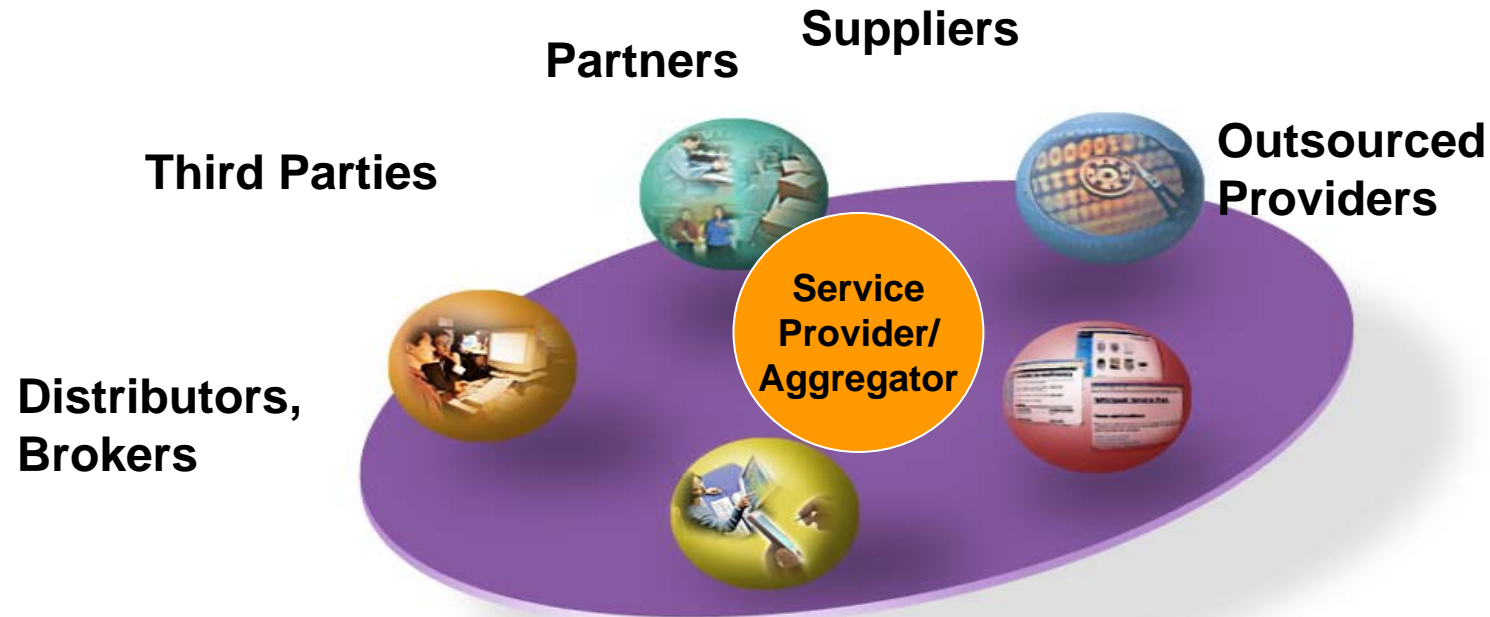 Suppliers
Partners
Outsourced
Providers
Third Parties
Service
Provider/
Aggregator
Distributors,
Brokers